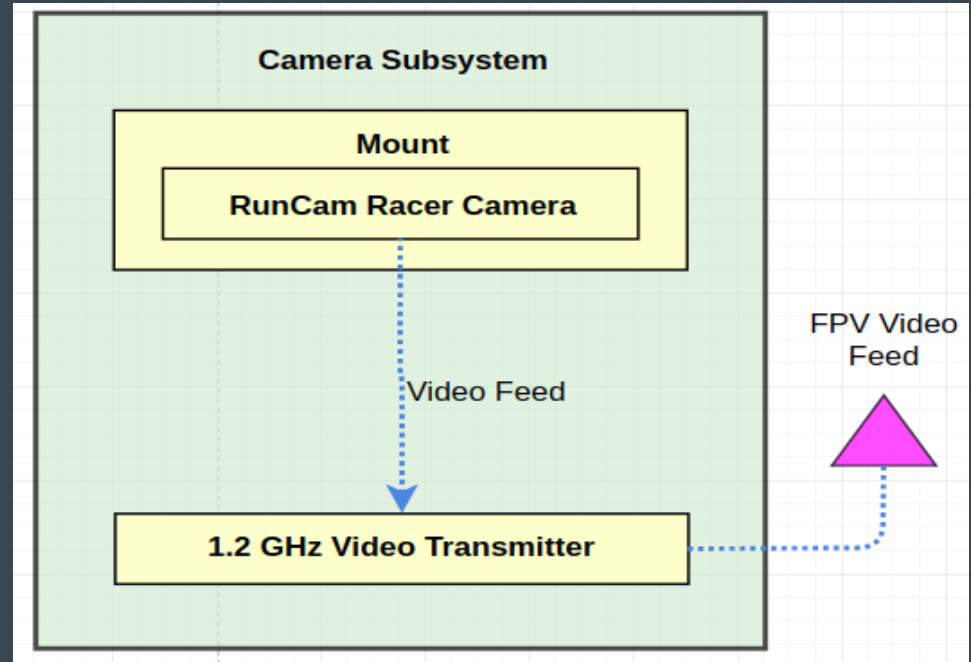 Camera Subsystem
Mount
RunCam Racer Camera
FPV Video
Feed
Video Feed
1.2 GHz Video Transmitter